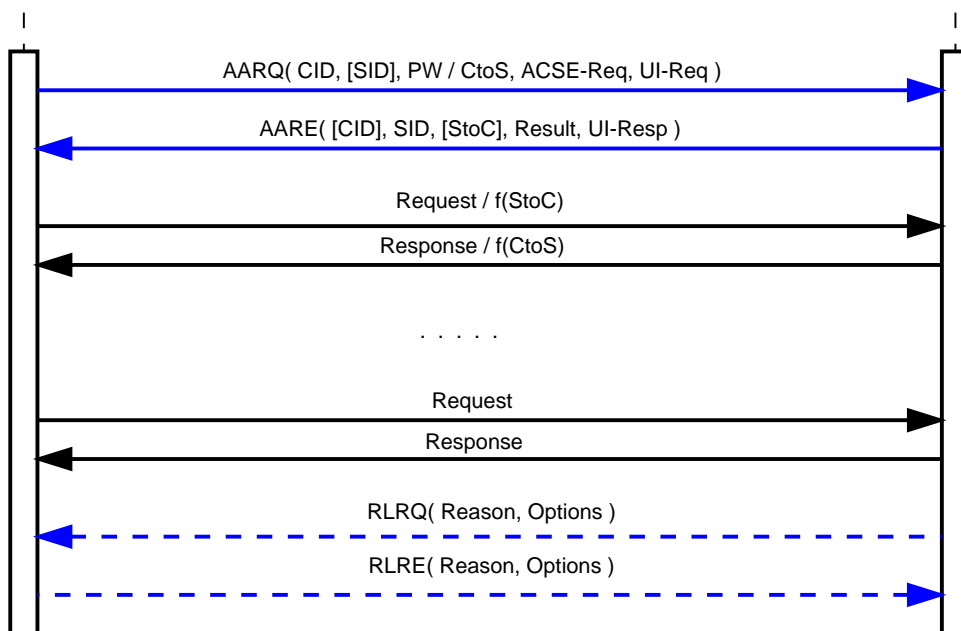 AARQ( CID, [SID], PW / CtoS, ACSE-Req, UI-Req )
AARE( [CID], SID, [StoC], Result, UI-Resp )
Request / f(StoC)
Response / f(CtoS)
. . . . .
Request
Response
RLRQ( Reason, Options )
RLRE( Reason, Options )